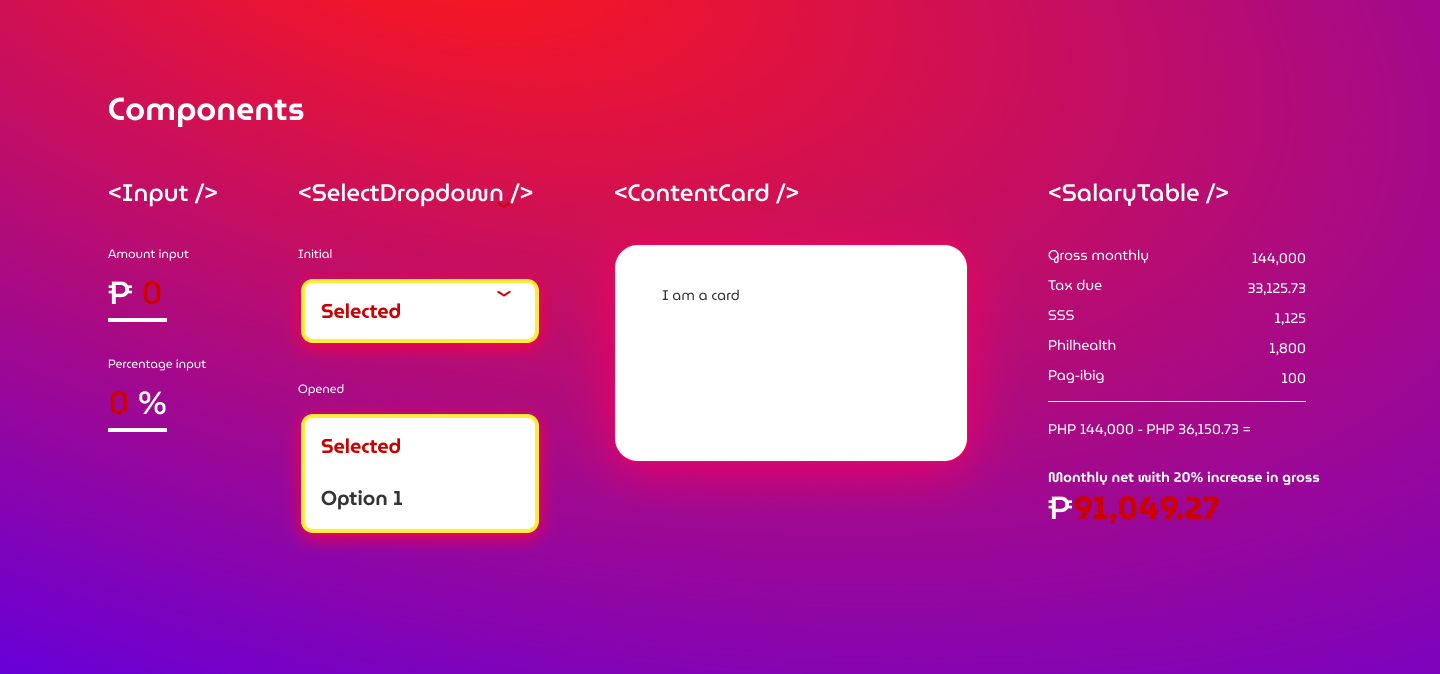 Components
<Input />
Amount input
₱ 0
Percentage input
0 %
<SelectDropdown />
Initial
Selected
Opened
Selected
Option 1
<ContentCard />
I am a card
<SalaryTable />
Gross monthly 144,000
Tax due 33,125.73
SSS 1,125
Philhealth 1,800
Pag-ibig 100
PHP 144,000 - PHP 36,150.73 =
Monthly net with 20% increase in gross
₱91,049.27